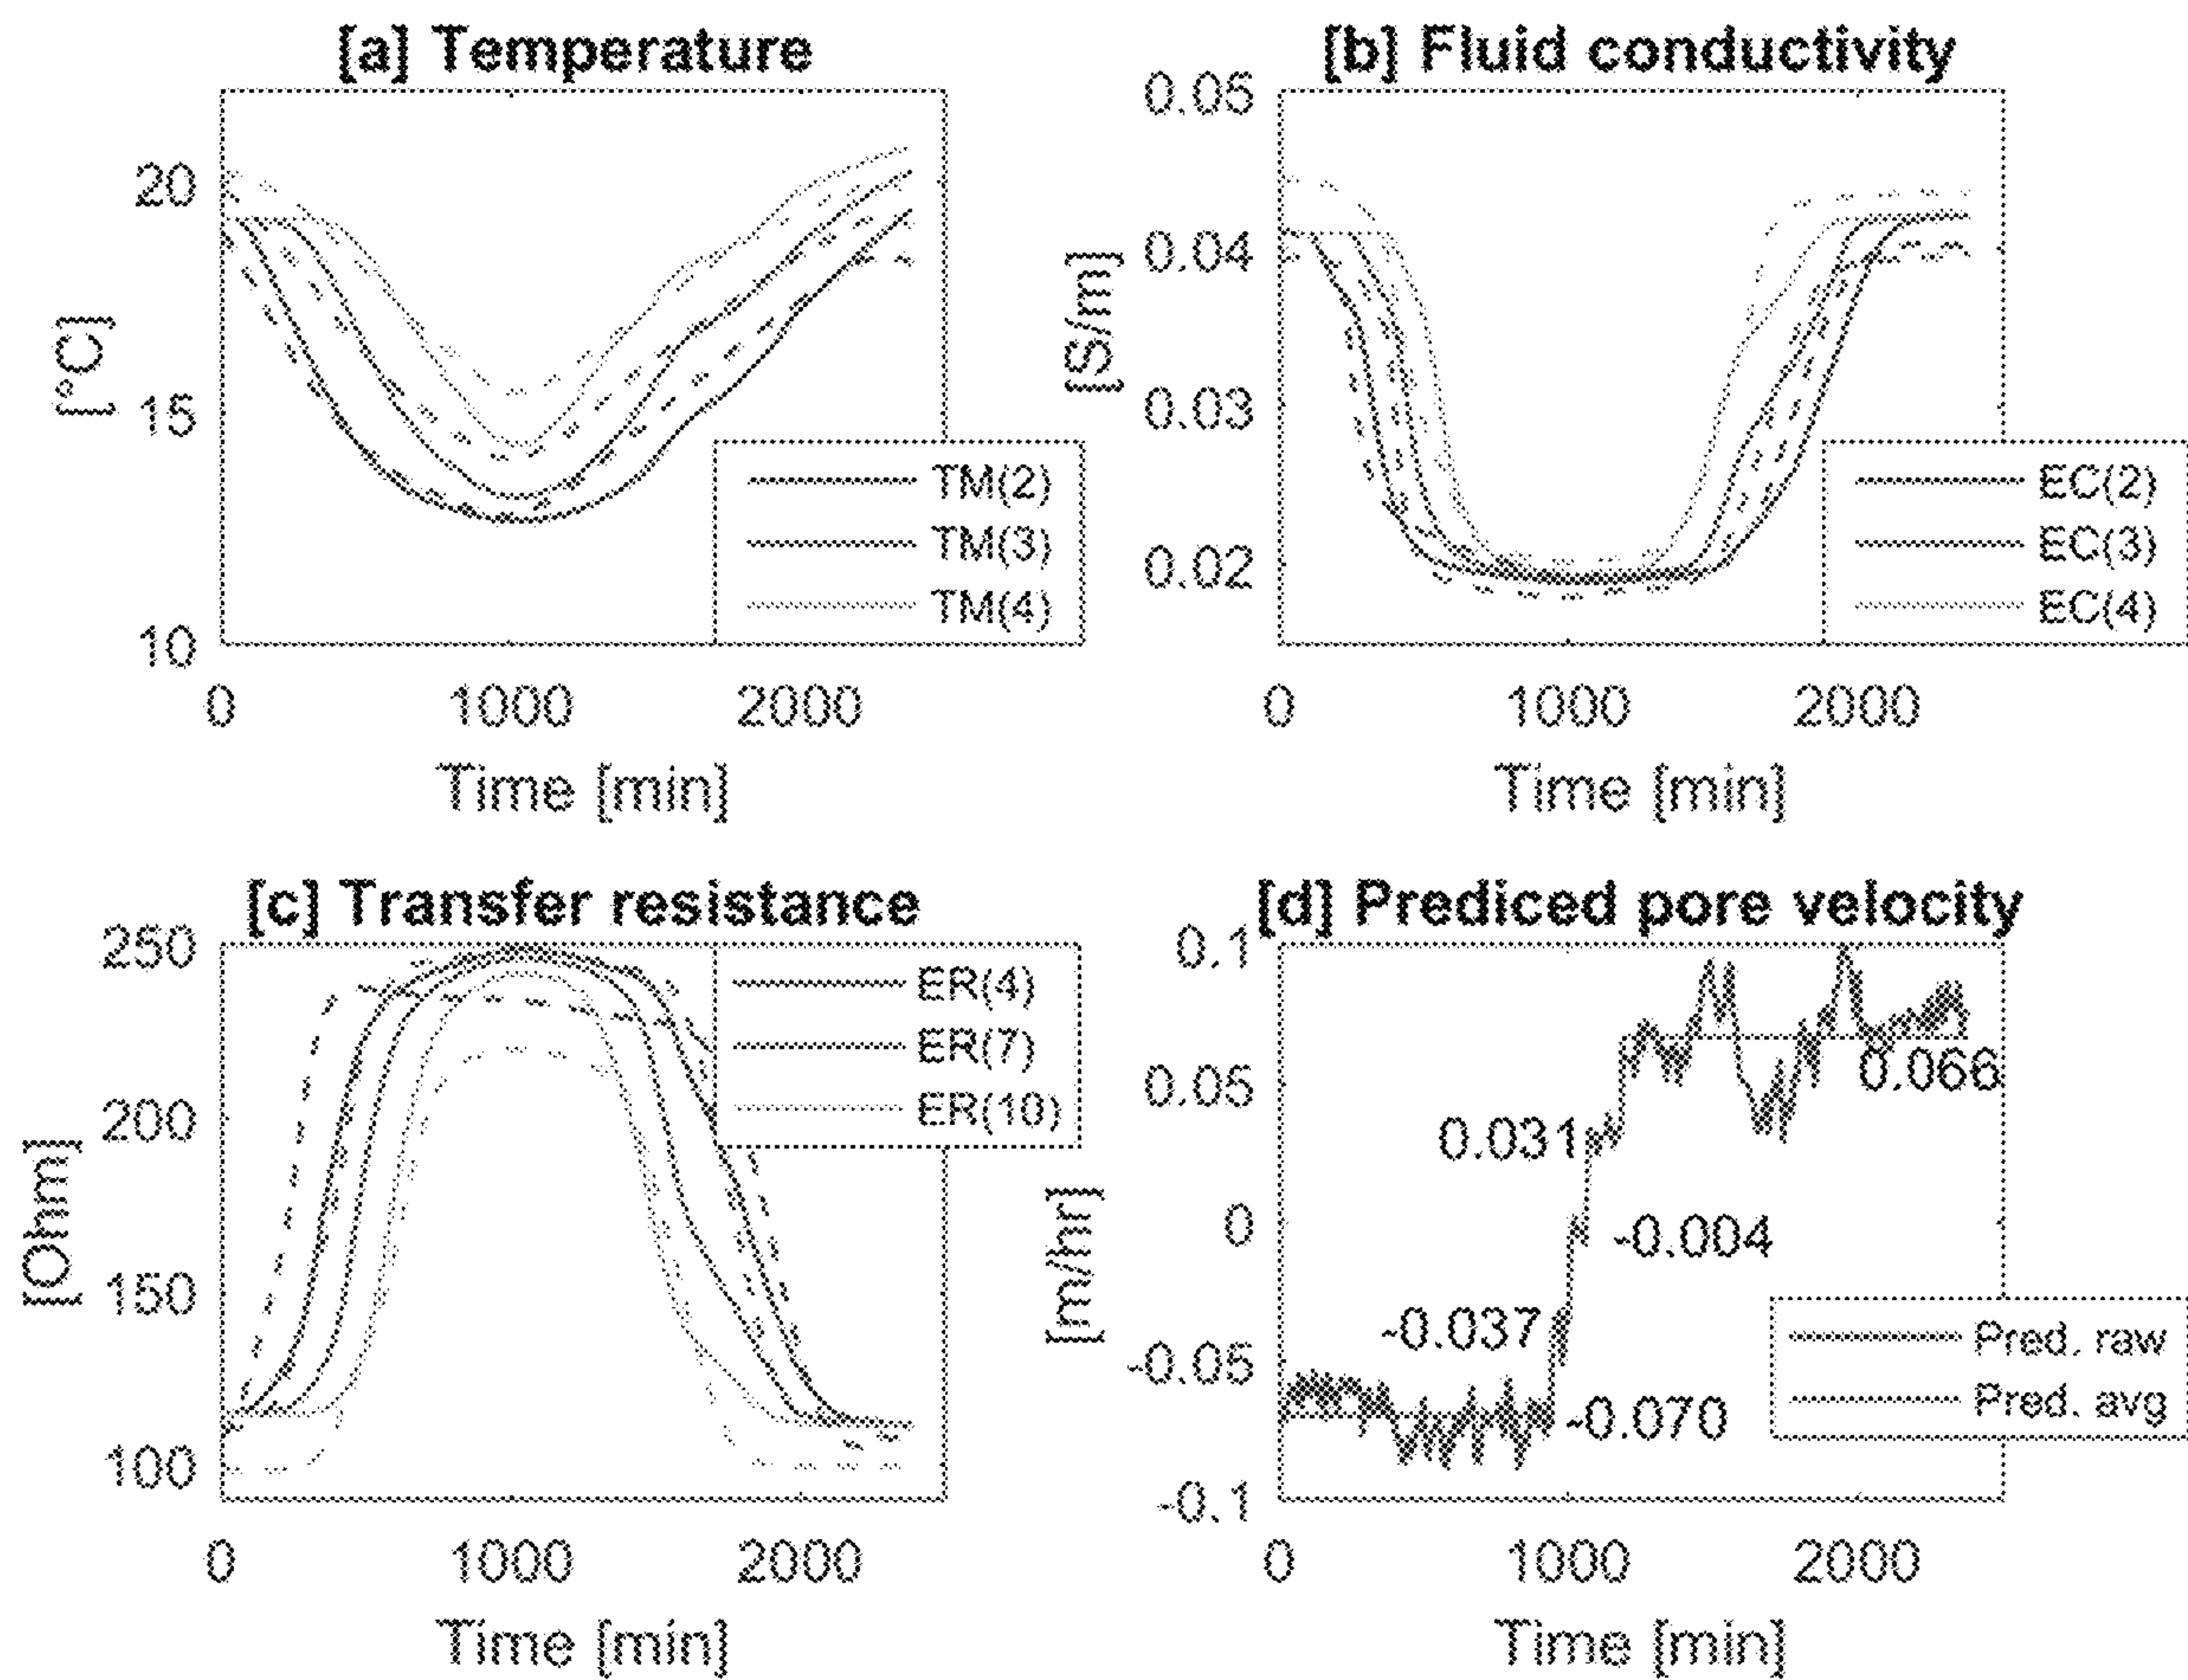 [a] Temperature
20
15
10
[°C]
TM(2)
TM(3)
TM(4)
0 1000 2000
Time [min]
[b] Fluid conductivity
0.05
0.04
0.03
0.02
[S/m]
EC(2)
EC(3)
EC(4)
0 1000 2000
Time [min]
[c] Transfer resistance
250
200
150
100
[Ohm]
ER(4)
ER(7)
ER(10)
0 1000 2000
Time [min]
[d] Prediced pore velocity
0.1
0.05
0
-0.05
-0.1
[m/hr]
0.066
0.031
-0.004
-0.037
-0.070
Pred. raw
Pred. avg
0 1000 2000
Time [min]